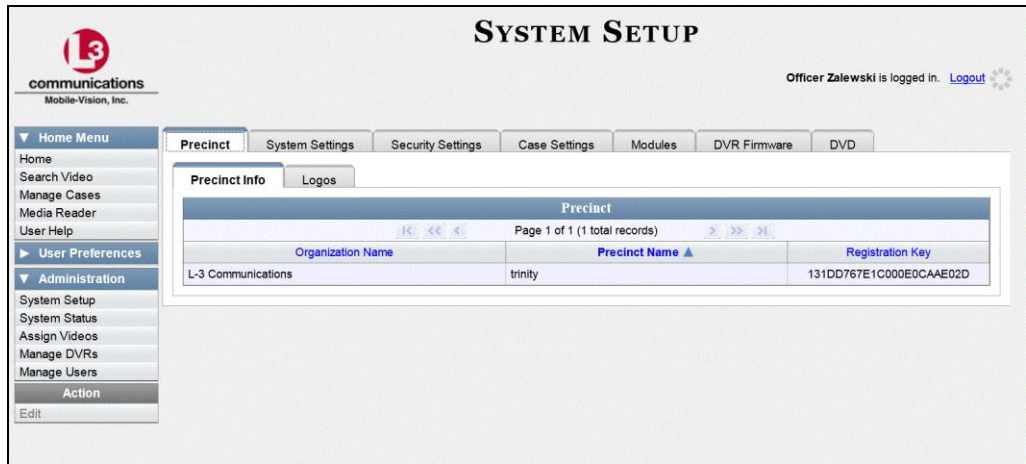 SYSTEM SETUP
L3
communications
Mobile-Vision, Inc.
Officer Zalewski is logged in. Logout
▼ Home Menu
Home
Search Video
Manage Cases
Media Reader
User Help
▶ User Preferences
▼ Administration
System Setup
System Status
Assign Videos
Manage DVRs
Manage Users
Action
Edit
Precinct System Settings Security Settings Case Settings Modules DVR Firmware DVD
Precinct Info Logos
Precinct
|< << < Page 1 of 1 (1 total records) > >> >|
Organization Name Precinct Name ▲ Registration Key
L-3 Communications trinity 131DD767E1C000E0CAAE02D